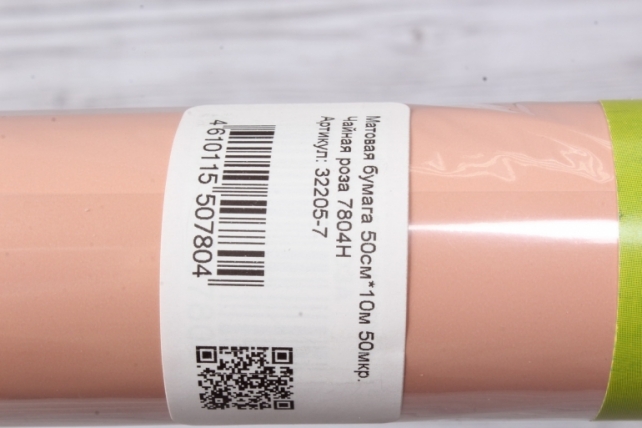 Матовая бумага 50см*10м 50мкр.
Чайная роза 7804Н
Артикул: 32205-7
4610115 507804